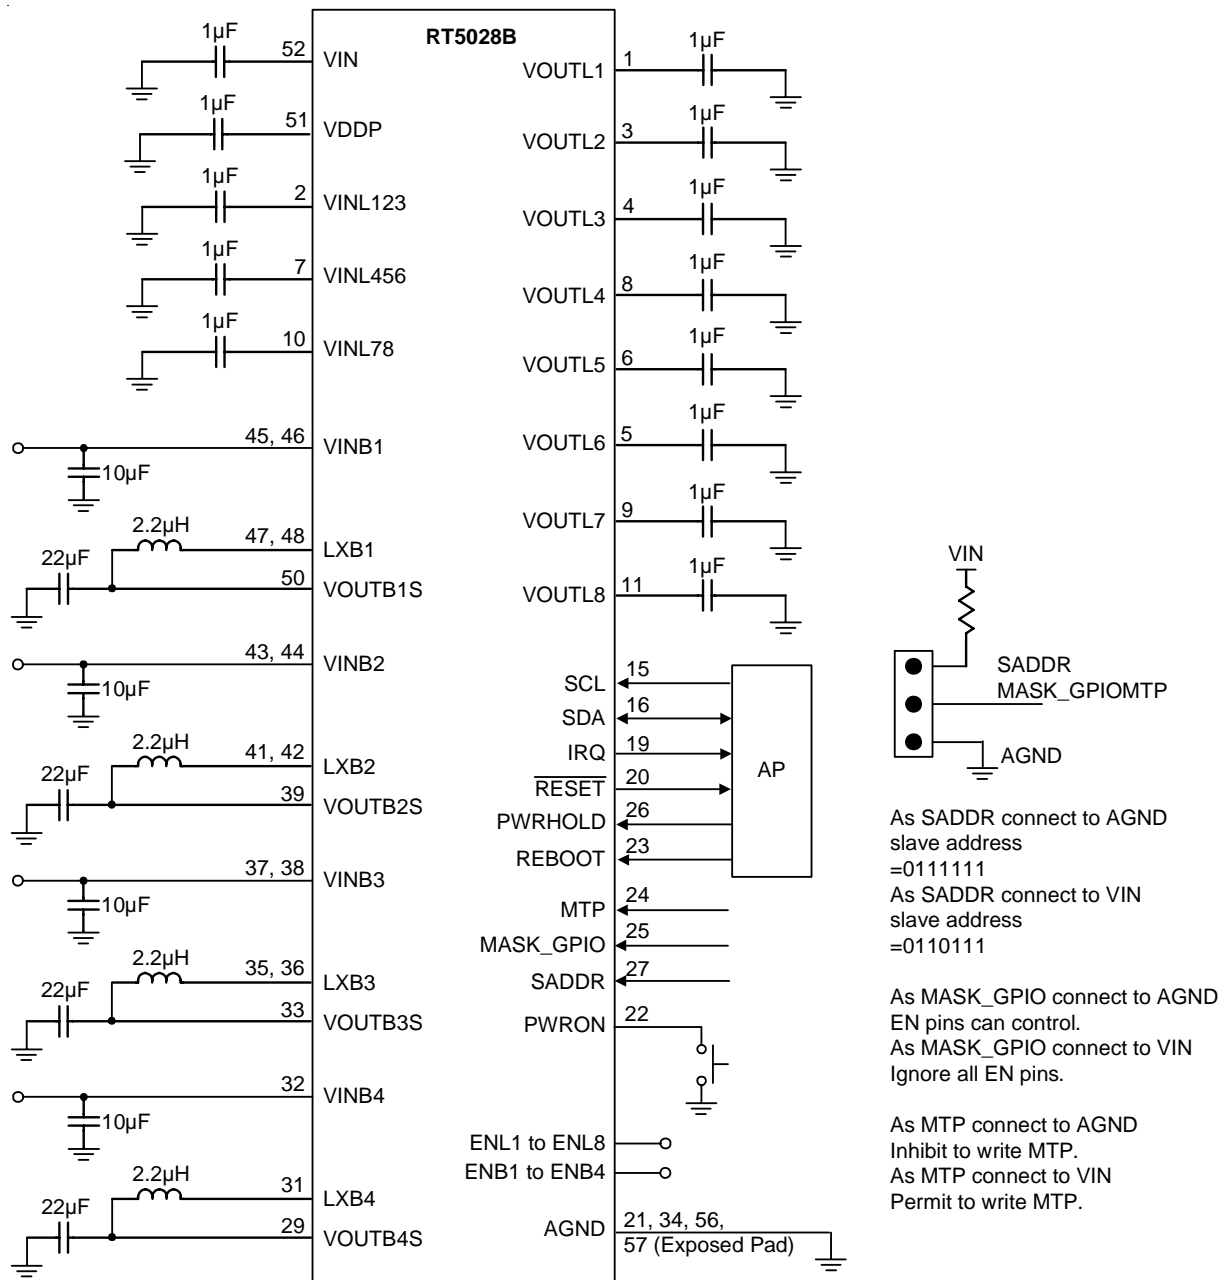 RT5028B
1µF
52
VIN
1µF
51
VDDP
1µF
2
VINL123
1µF
7
VINL456
1µF
10
VINL78
45, 46
VINB1
10µF
2.2µH
47, 48
LXB1
22µF
50
VOUTB1S
43, 44
VINB2
10µF
2.2µH
41, 42
LXB2
22µF
39
VOUTB2S
37, 38
VINB3
10µF
2.2µH
35, 36
LXB3
22µF
33
VOUTB3S
32
VINB4
10µF
2.2µH
31
LXB4
22µF
29
VOUTB4S
VOUTL1
1
1µF
VOUTL2
3
1µF
VOUTL3
4
1µF
VOUTL4
8
1µF
VOUTL5
6
1µF
VOUTL6
5
1µF
VOUTL7
9
1µF
VOUTL8
11
1µF
SCL
15
SDA
16
IRQ
19
RESET
20
PWRHOLD
26
REBOOT
23
AP
MTP
24
MASK_GPIO
25
SADDR
27
PWRON
22
ENL1 to ENL8
ENB1 to ENB4
AGND
21, 34, 56,
57 (Exposed Pad)
VIN
SADDR
MASK_GPIOMTP
AGND
As SADDR connect to AGND
slave address
=0111111
As SADDR connect to VIN
slave address
=0110111
As MASK_GPIO connect to AGND
EN pins can control.
As MASK_GPIO connect to VIN
Ignore all EN pins.
As MTP connect to AGND
Inhibit to write MTP.
As MTP connect to VIN
Permit to write MTP.